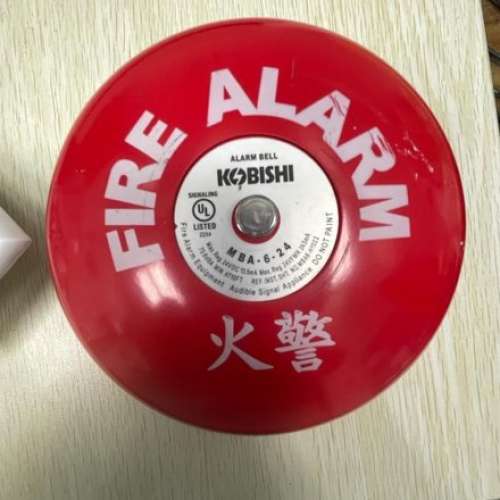 FIRE ALARM
ALARM BELL
KOBISHI
SIGNALING
UL
LISTED
MBA-6-24
Fire Alarm Equipment Audible Signal Appliance DO NOT PAINT
火警